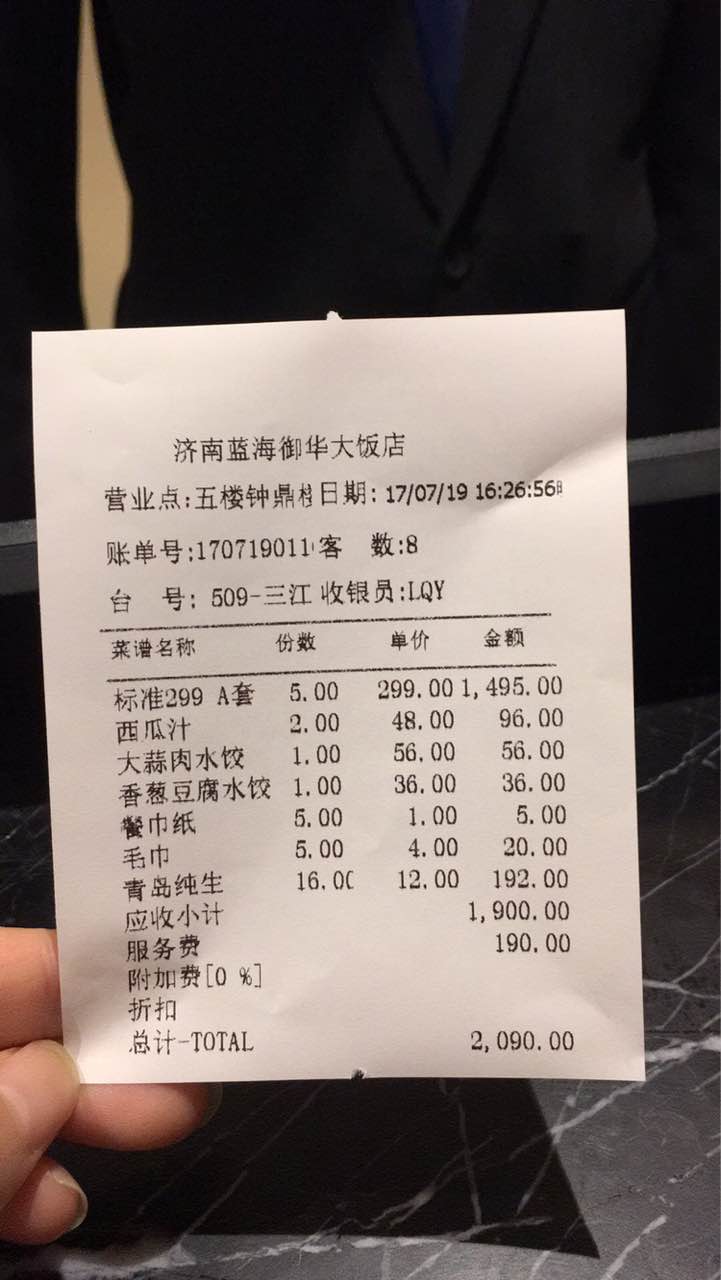 济南蓝海御华大饭店
营业点:五楼钟鼎 日期: 17/07/19 16:26:56
账单号:170719011 客 数:8
台 号: 509-三江 收银员:LQY
菜谱名称 份数 单价 金额
标准299 A套 5.00 299.00 1,495.00
西瓜汁 2.00 48.00 96.00
大蒜肉水饺 1.00 56.00 56.00
香葱豆腐水饺 1.00 36.00 36.00
餐巾纸 5.00 1.00 5.00
毛巾 5.00 4.00 20.00
青岛纯生 16.00 12.00 192.00
应收小计 1,900.00
服务费 190.00
附加费[0 %]
折扣
总计-TOTAL 2,090.00